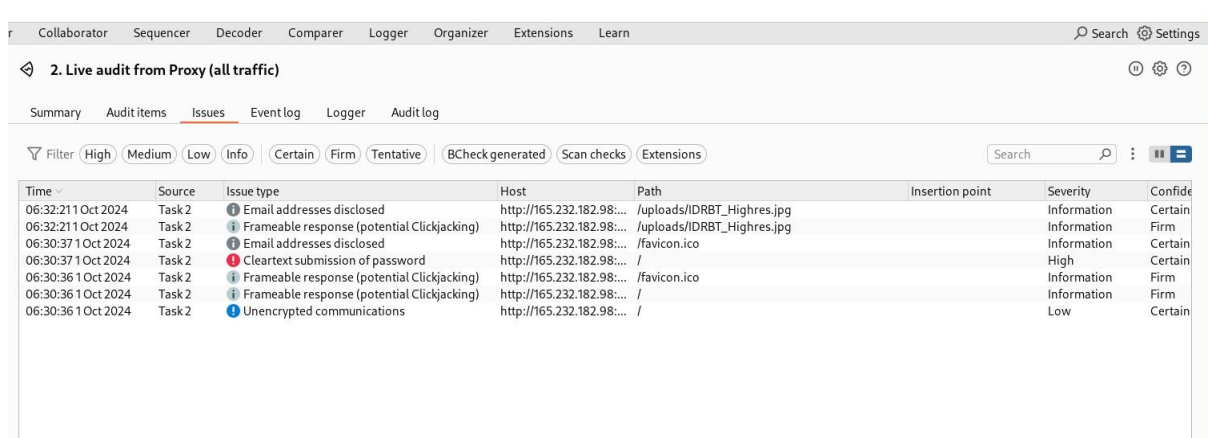 r Collaborator Sequencer Decoder Comparer Logger Organizer Extensions Learn Search Settings
2. Live audit from Proxy (all traffic)
Summary Audit items Issues Event log Logger Audit log
Filter High Medium Low Info Certain Firm Tentative BCheck generated Scan checks Extensions Search
Time Source Issue type Host Path Insertion point Severity Confide
06:32:21 1 Oct 2024 Task 2 Email addresses disclosed http://165.232.182.98:... /uploads/IDRBT_Highres.jpg Information Certain
06:32:21 1 Oct 2024 Task 2 Frameable response (potential Clickjacking) http://165.232.182.98:... /uploads/IDRBT_Highres.jpg Information Firm
06:30:37 1 Oct 2024 Task 2 Email addresses disclosed http://165.232.182.98:... /favicon.ico Information Certain
06:30:37 1 Oct 2024 Task 2 Cleartext submission of password http://165.232.182.98:... / High Certain
06:30:36 1 Oct 2024 Task 2 Frameable response (potential Clickjacking) http://165.232.182.98:... /favicon.ico Information Firm
06:30:36 1 Oct 2024 Task 2 Frameable response (potential Clickjacking) http://165.232.182.98:... / Information Firm
06:30:36 1 Oct 2024 Task 2 Unencrypted communications http://165.232.182.98:... / Low Certain